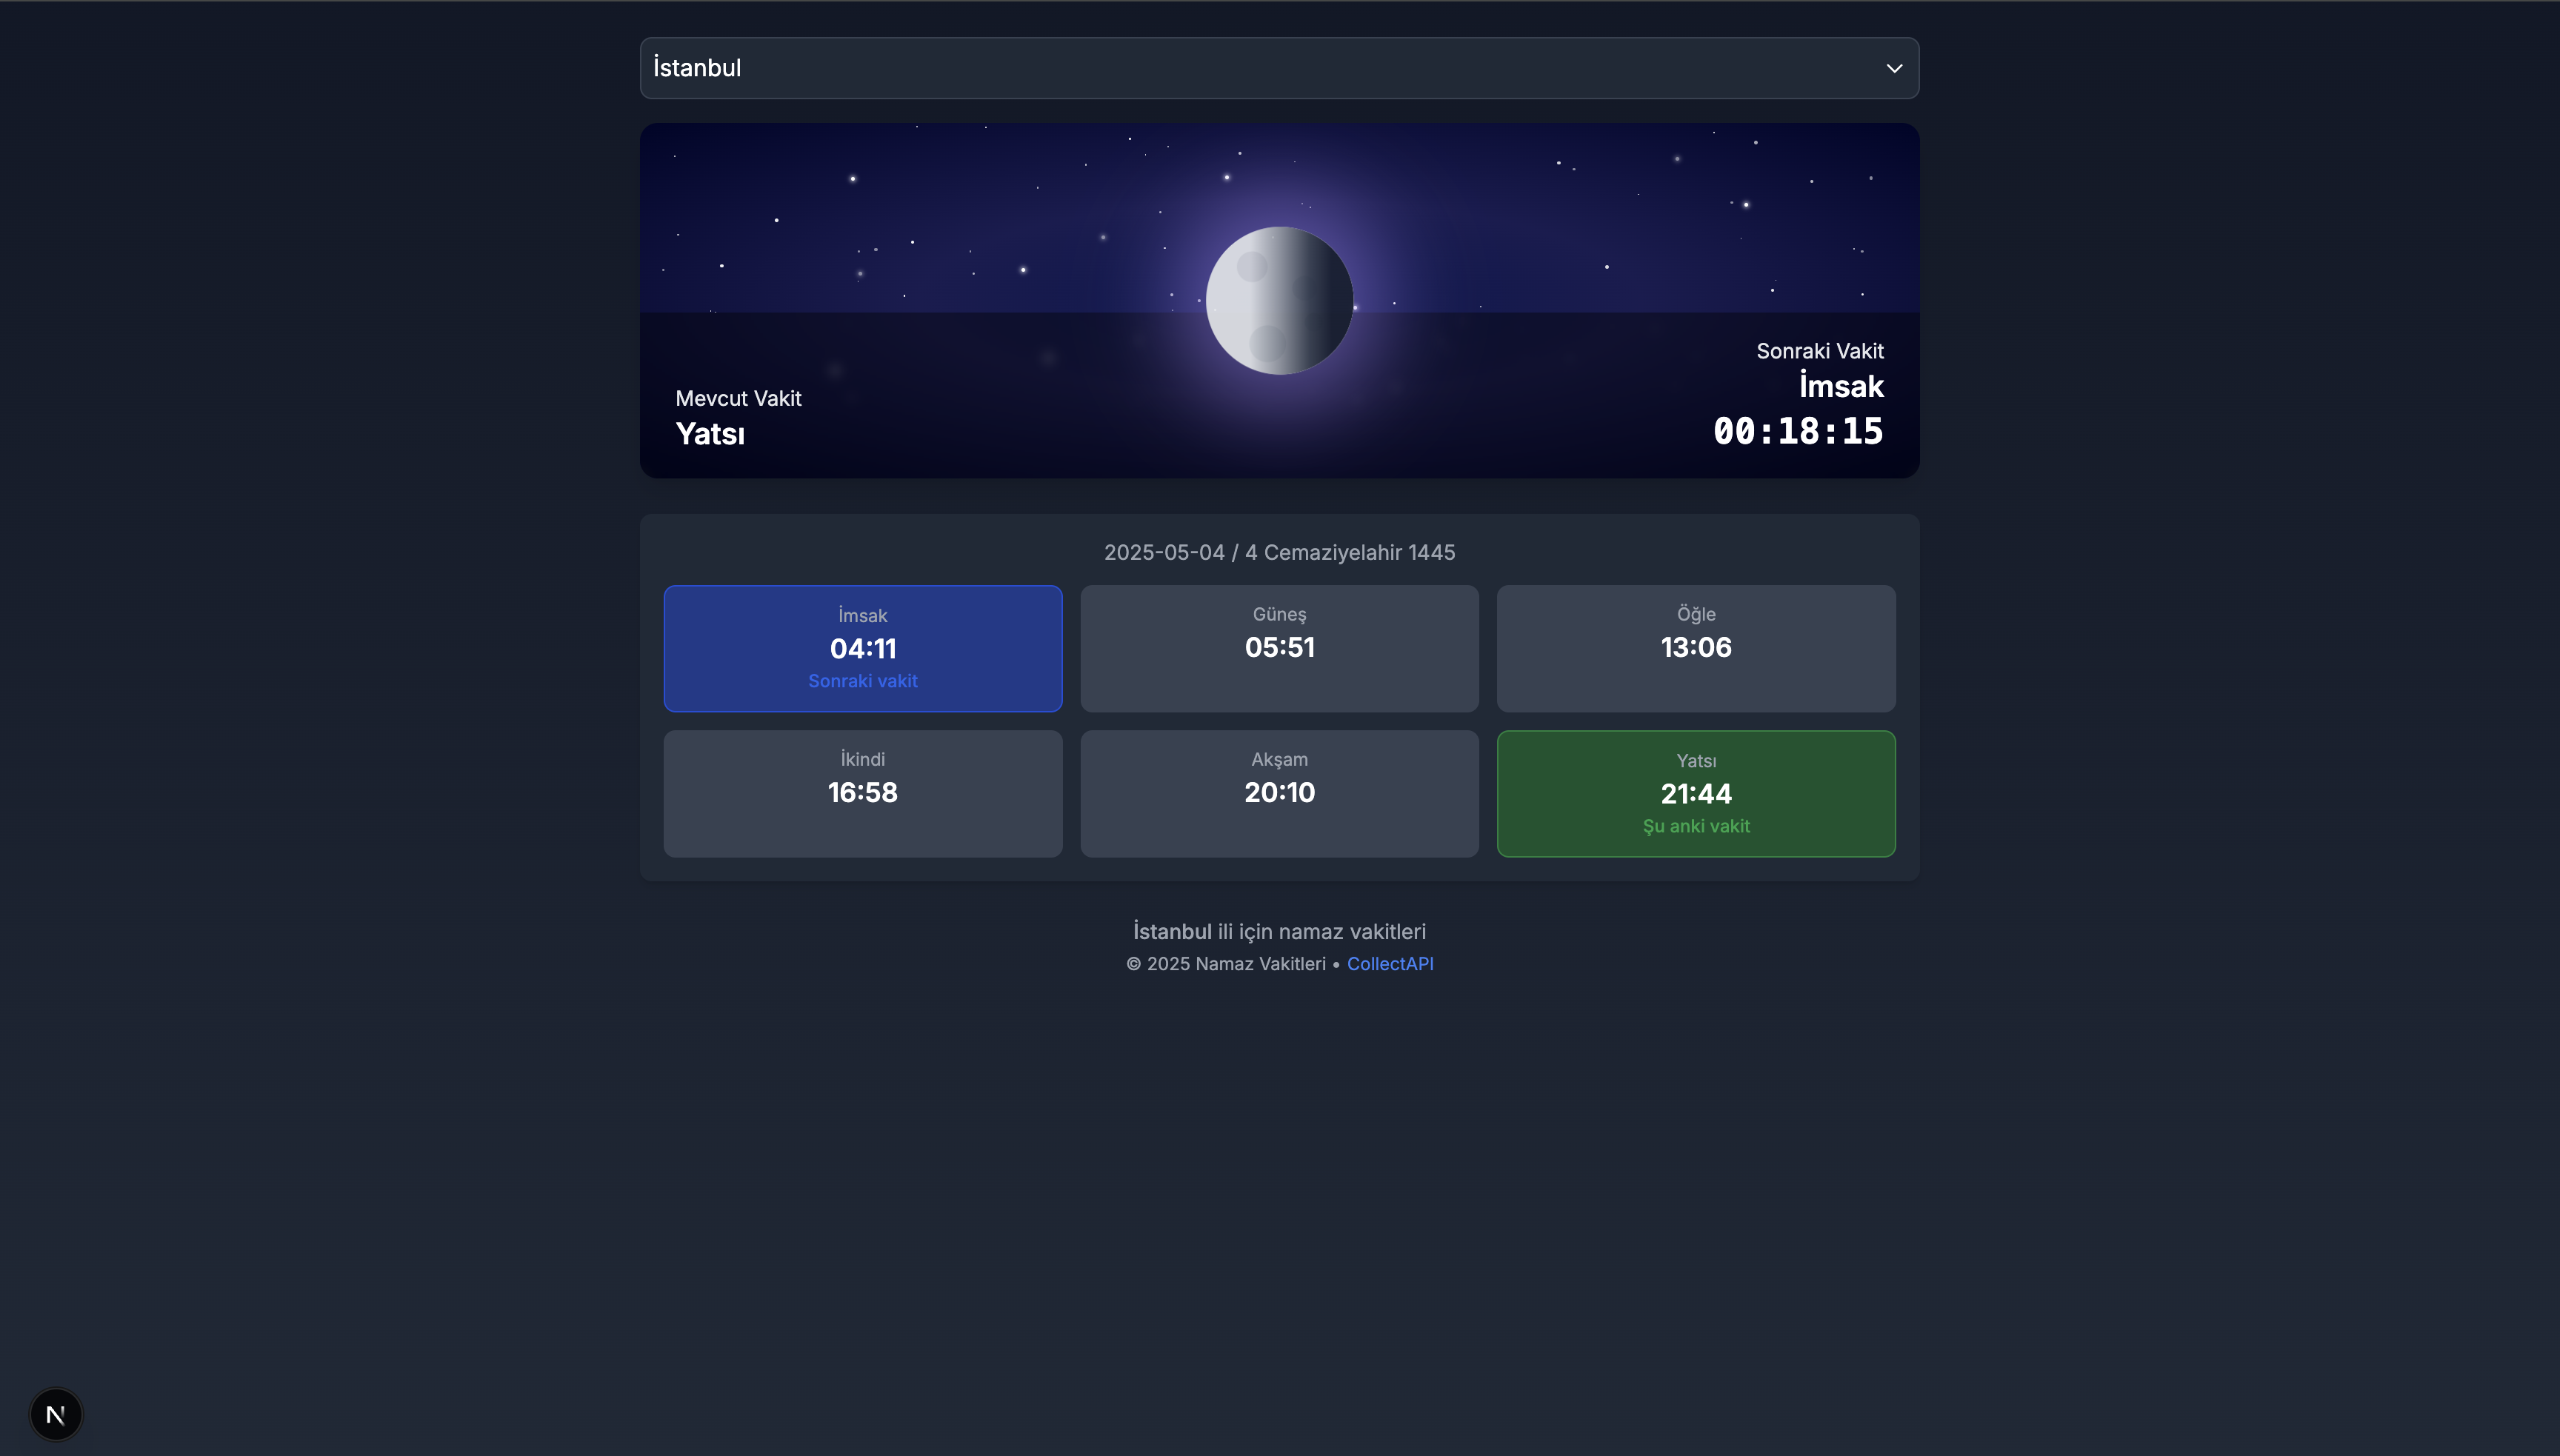 İstanbul
Mevcut Vakit
Yatsı
Sonraki Vakit
İmsak
00:18:15
2025-05-04 / 4 Cemaziyelahir 1445
İmsak
04:11
Sonraki vakit
Güneş
05:51
Öğle
13:06
İkindi
16:58
Akşam
20:10
Yatsı
21:44
Şu anki vakit
İstanbul ili için namaz vakitleri
© 2025 Namaz Vakitleri • CollectAPI
N